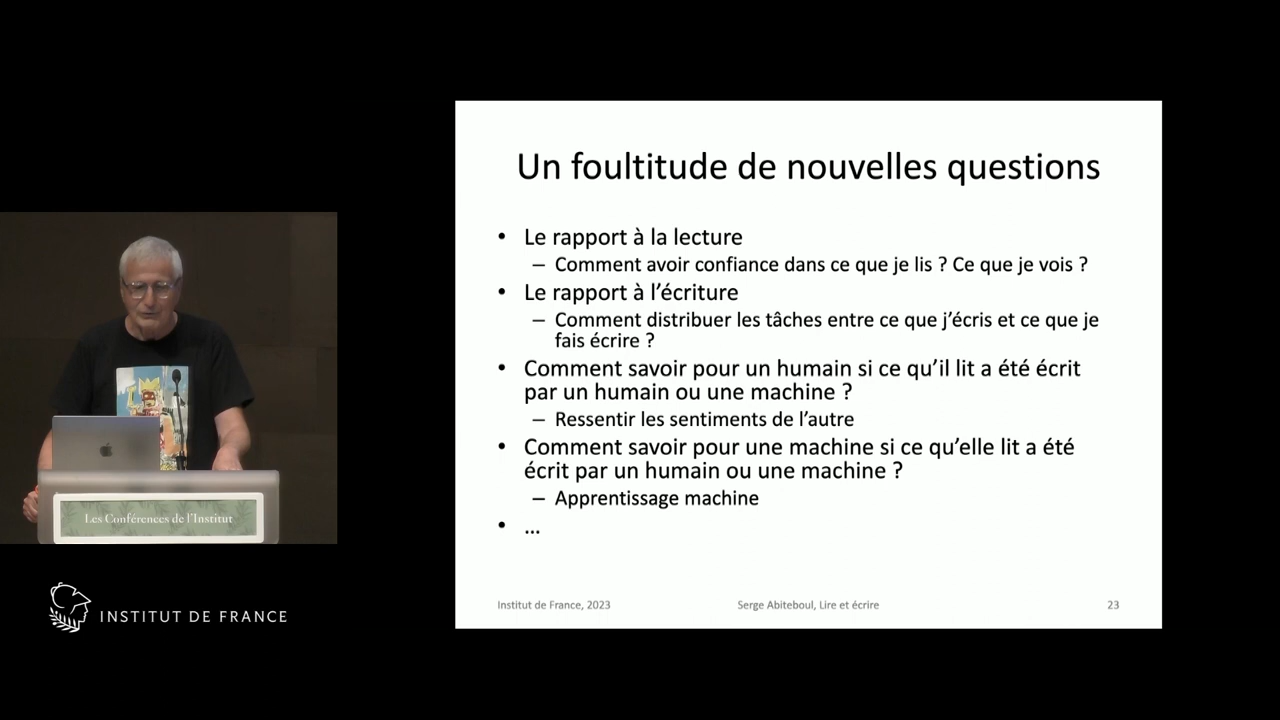 Un foultitude de nouvelles questions
• Le rapport à la lecture
– Comment avoir confiance dans ce que je lis ? Ce que je vois ?
• Le rapport à l’écriture
– Comment distribuer les tâches entre ce que j’écris et ce que je
fais écrire ?
• Comment savoir pour un humain si ce qu’il lit a été écrit
par un humain ou une machine ?
– Ressentir les sentiments de l’autre
• Comment savoir pour une machine si ce qu’elle lit a été
écrit par un humain ou une machine ?
– Apprentissage machine
• ...
Institut de France, 2023
Serge Abiteboul, Lire et écrire
23
Les Conférences de l’Institut
INSTITUT DE FRANCE